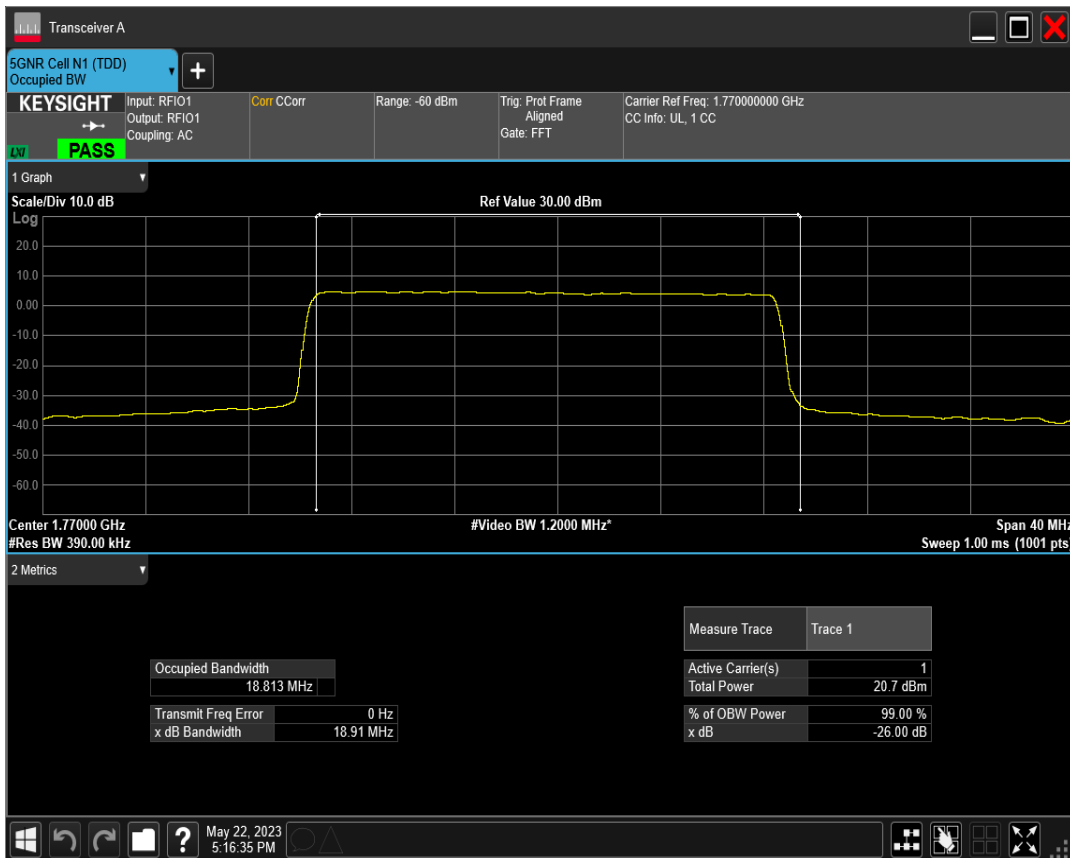 Transceiver A
5GNR Cell N1 (TDD)
Occupied BW
+
KEYSIGHT
LXI
PASS
Input: RFIO1
Output: RFIO1
Coupling: AC
Corr CCorr
Range: -60 dBm
Trig: Prot Frame
Aligned
Gate: FFT
Carrier Ref Freq: 1.770000000 GHz
CC Info: UL, 1 CC
1 Graph
Scale/Div 10.0 dB
Ref Value 30.00 dBm
Log
20.0
10.0
0.00
-10.0
-20.0
-30.0
-40.0
-50.0
-60.0
Center 1.77000 GHz
#Video BW 1.2000 MHz*
Span 40 MHz
#Res BW 390.00 kHz
Sweep 1.00 ms (1001 pts)
2 Metrics
Measure Trace Trace 1
Occupied Bandwidth
18.813 MHz
Active Carrier(s) 1
Total Power 20.7 dBm
Transmit Freq Error 0 Hz
x dB Bandwidth 18.91 MHz
% of OBW Power 99.00 %
x dB -26.00 dB
?
May 22, 2023
5:16:35 PM